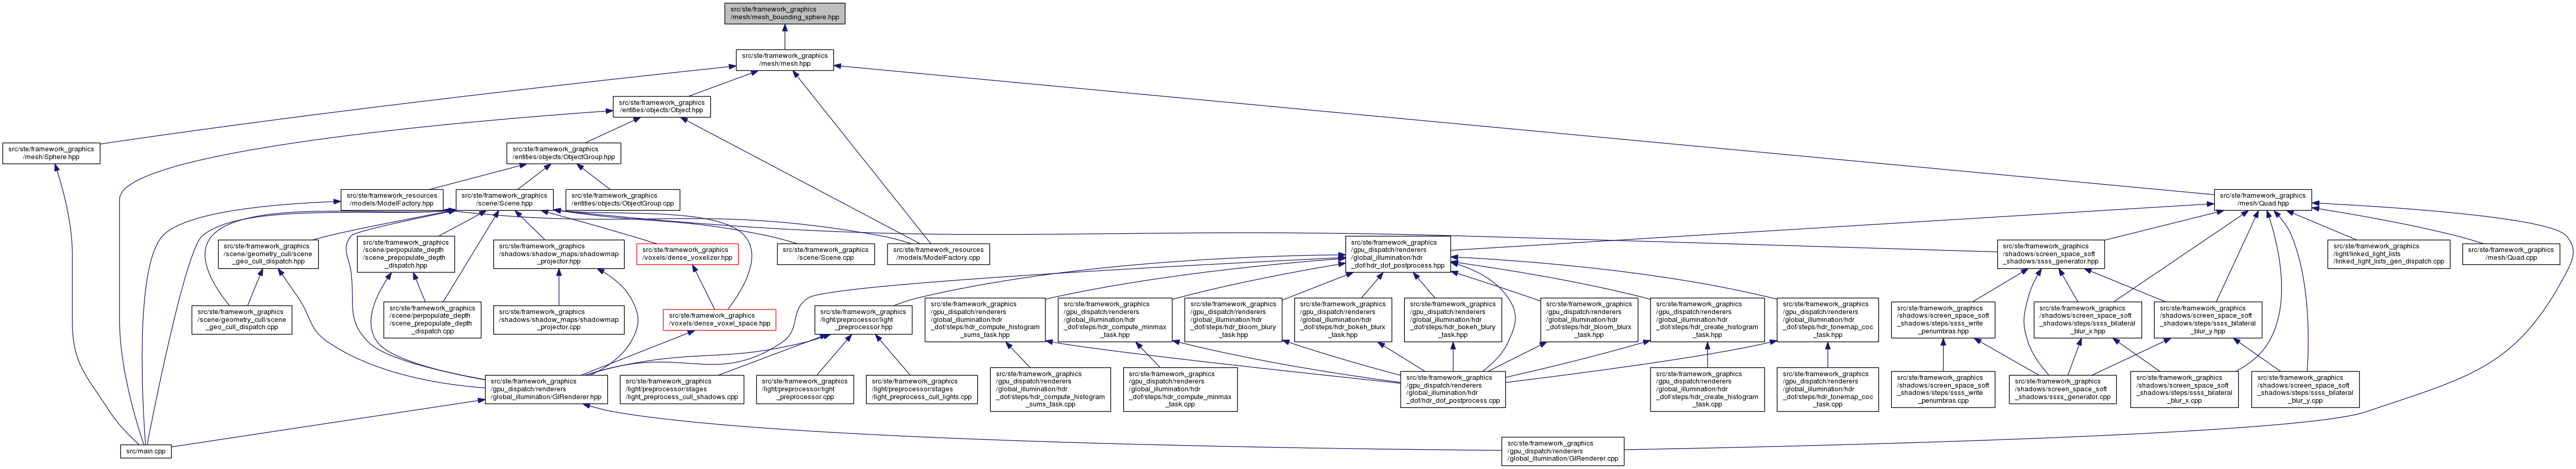 src/ste/framework_graphics
/mesh/mesh_bounding_sphere.hpp
src/ste/framework_graphics
/mesh/mesh.hpp
src/ste/framework_graphics
/entities/objects/Object.hpp
src/ste/framework_graphics
/mesh/Sphere.hpp
src/ste/framework_graphics
/entities/objects/ObjectGroup.hpp
src/ste/framework_resources
/models/ModelFactory.hpp
src/ste/framework_graphics
/scene/Scene.hpp
src/ste/framework_graphics
/entities/objects/ObjectGroup.cpp
src/ste/framework_graphics
/mesh/Quad.hpp
src/ste/framework_graphics
/scene/geometry_cull/scene
_geo_cull_dispatch.hpp
src/ste/framework_graphics
/scene/perpopulate_depth
/scene_prepopulate_depth
_dispatch.hpp
src/ste/framework_graphics
/shadows/shadow_maps/shadowmap
_projector.hpp
src/ste/framework_graphics
/voxels/dense_voxelizer.hpp
src/ste/framework_graphics
/scene/Scene.cpp
src/ste/framework_resources
/models/ModelFactory.cpp
src/ste/framework_graphics
/gpu_dispatch/renderers
/global_illumination/hdr
_dof/hdr_dof_postprocess.hpp
src/ste/framework_graphics
/shadows/screen_space_soft
_shadows/ssss_generator.hpp
src/ste/framework_graphics
/light/linked_light_lists
/linked_light_lists_gen_dispatch.cpp
src/ste/framework_graphics
/mesh/Quad.cpp
src/ste/framework_graphics
/scene/geometry_cull/scene
_geo_cull_dispatch.cpp
src/ste/framework_graphics
/scene/perpopulate_depth
/scene_prepopulate_depth
_dispatch.cpp
src/ste/framework_graphics
/shadows/shadow_maps/shadowmap
_projector.cpp
src/ste/framework_graphics
/voxels/dense_voxel_space.hpp
src/ste/framework_graphics
/light/preprocessor/light
_preprocessor.hpp
src/ste/framework_graphics
/gpu_dispatch/renderers
/global_illumination/hdr
_dof/steps/hdr_compute_histogram
_sums_task.hpp
src/ste/framework_graphics
/gpu_dispatch/renderers
/global_illumination/hdr
_dof/steps/hdr_compute_minmax
_task.hpp
src/ste/framework_graphics
/gpu_dispatch/renderers
/global_illumination/hdr
_dof/steps/hdr_bloom_blury
_task.hpp
src/ste/framework_graphics
/gpu_dispatch/renderers
/global_illumination/hdr
_dof/steps/hdr_bokeh_blurx
_task.hpp
src/ste/framework_graphics
/gpu_dispatch/renderers
/global_illumination/hdr
_dof/steps/hdr_bokeh_blury
_task.hpp
src/ste/framework_graphics
/gpu_dispatch/renderers
/global_illumination/hdr
_dof/steps/hdr_bloom_blurx
_task.hpp
src/ste/framework_graphics
/gpu_dispatch/renderers
/global_illumination/hdr
_dof/steps/hdr_create_histogram
_task.hpp
src/ste/framework_graphics
/gpu_dispatch/renderers
/global_illumination/hdr
_dof/steps/hdr_tonemap_coc
_task.hpp
src/ste/framework_graphics
/shadows/screen_space_soft
_shadows/steps/ssss_write
_penumbras.hpp
src/ste/framework_graphics
/shadows/screen_space_soft
_shadows/steps/ssss_bilateral
_blur_x.hpp
src/ste/framework_graphics
/shadows/screen_space_soft
_shadows/steps/ssss_bilateral
_blur_y.hpp
src/ste/framework_graphics
/gpu_dispatch/renderers
/global_illumination/GIRenderer.hpp
src/ste/framework_graphics
/light/preprocessor/stages
/light_preprocess_cull_shadows.cpp
src/ste/framework_graphics
/light/preprocessor/light
_preprocessor.cpp
src/ste/framework_graphics
/light/preprocessor/stages
/light_preprocess_cull_lights.cpp
src/ste/framework_graphics
/gpu_dispatch/renderers
/global_illumination/hdr
_dof/steps/hdr_compute_histogram
_sums_task.cpp
src/ste/framework_graphics
/gpu_dispatch/renderers
/global_illumination/hdr
_dof/steps/hdr_compute_minmax
_task.cpp
src/ste/framework_graphics
/gpu_dispatch/renderers
/global_illumination/hdr
_dof/hdr_dof_postprocess.cpp
src/ste/framework_graphics
/gpu_dispatch/renderers
/global_illumination/hdr
_dof/steps/hdr_create_histogram
_task.cpp
src/ste/framework_graphics
/gpu_dispatch/renderers
/global_illumination/hdr
_dof/steps/hdr_tonemap_coc
_task.cpp
src/ste/framework_graphics
/shadows/screen_space_soft
_shadows/steps/ssss_write
_penumbras.cpp
src/ste/framework_graphics
/shadows/screen_space_soft
_shadows/ssss_generator.cpp
src/ste/framework_graphics
/shadows/screen_space_soft
_shadows/steps/ssss_bilateral
_blur_x.cpp
src/ste/framework_graphics
/shadows/screen_space_soft
_shadows/steps/ssss_bilateral
_blur_y.cpp
src/main.cpp
src/ste/framework_graphics
/gpu_dispatch/renderers
/global_illumination/GIRenderer.cpp